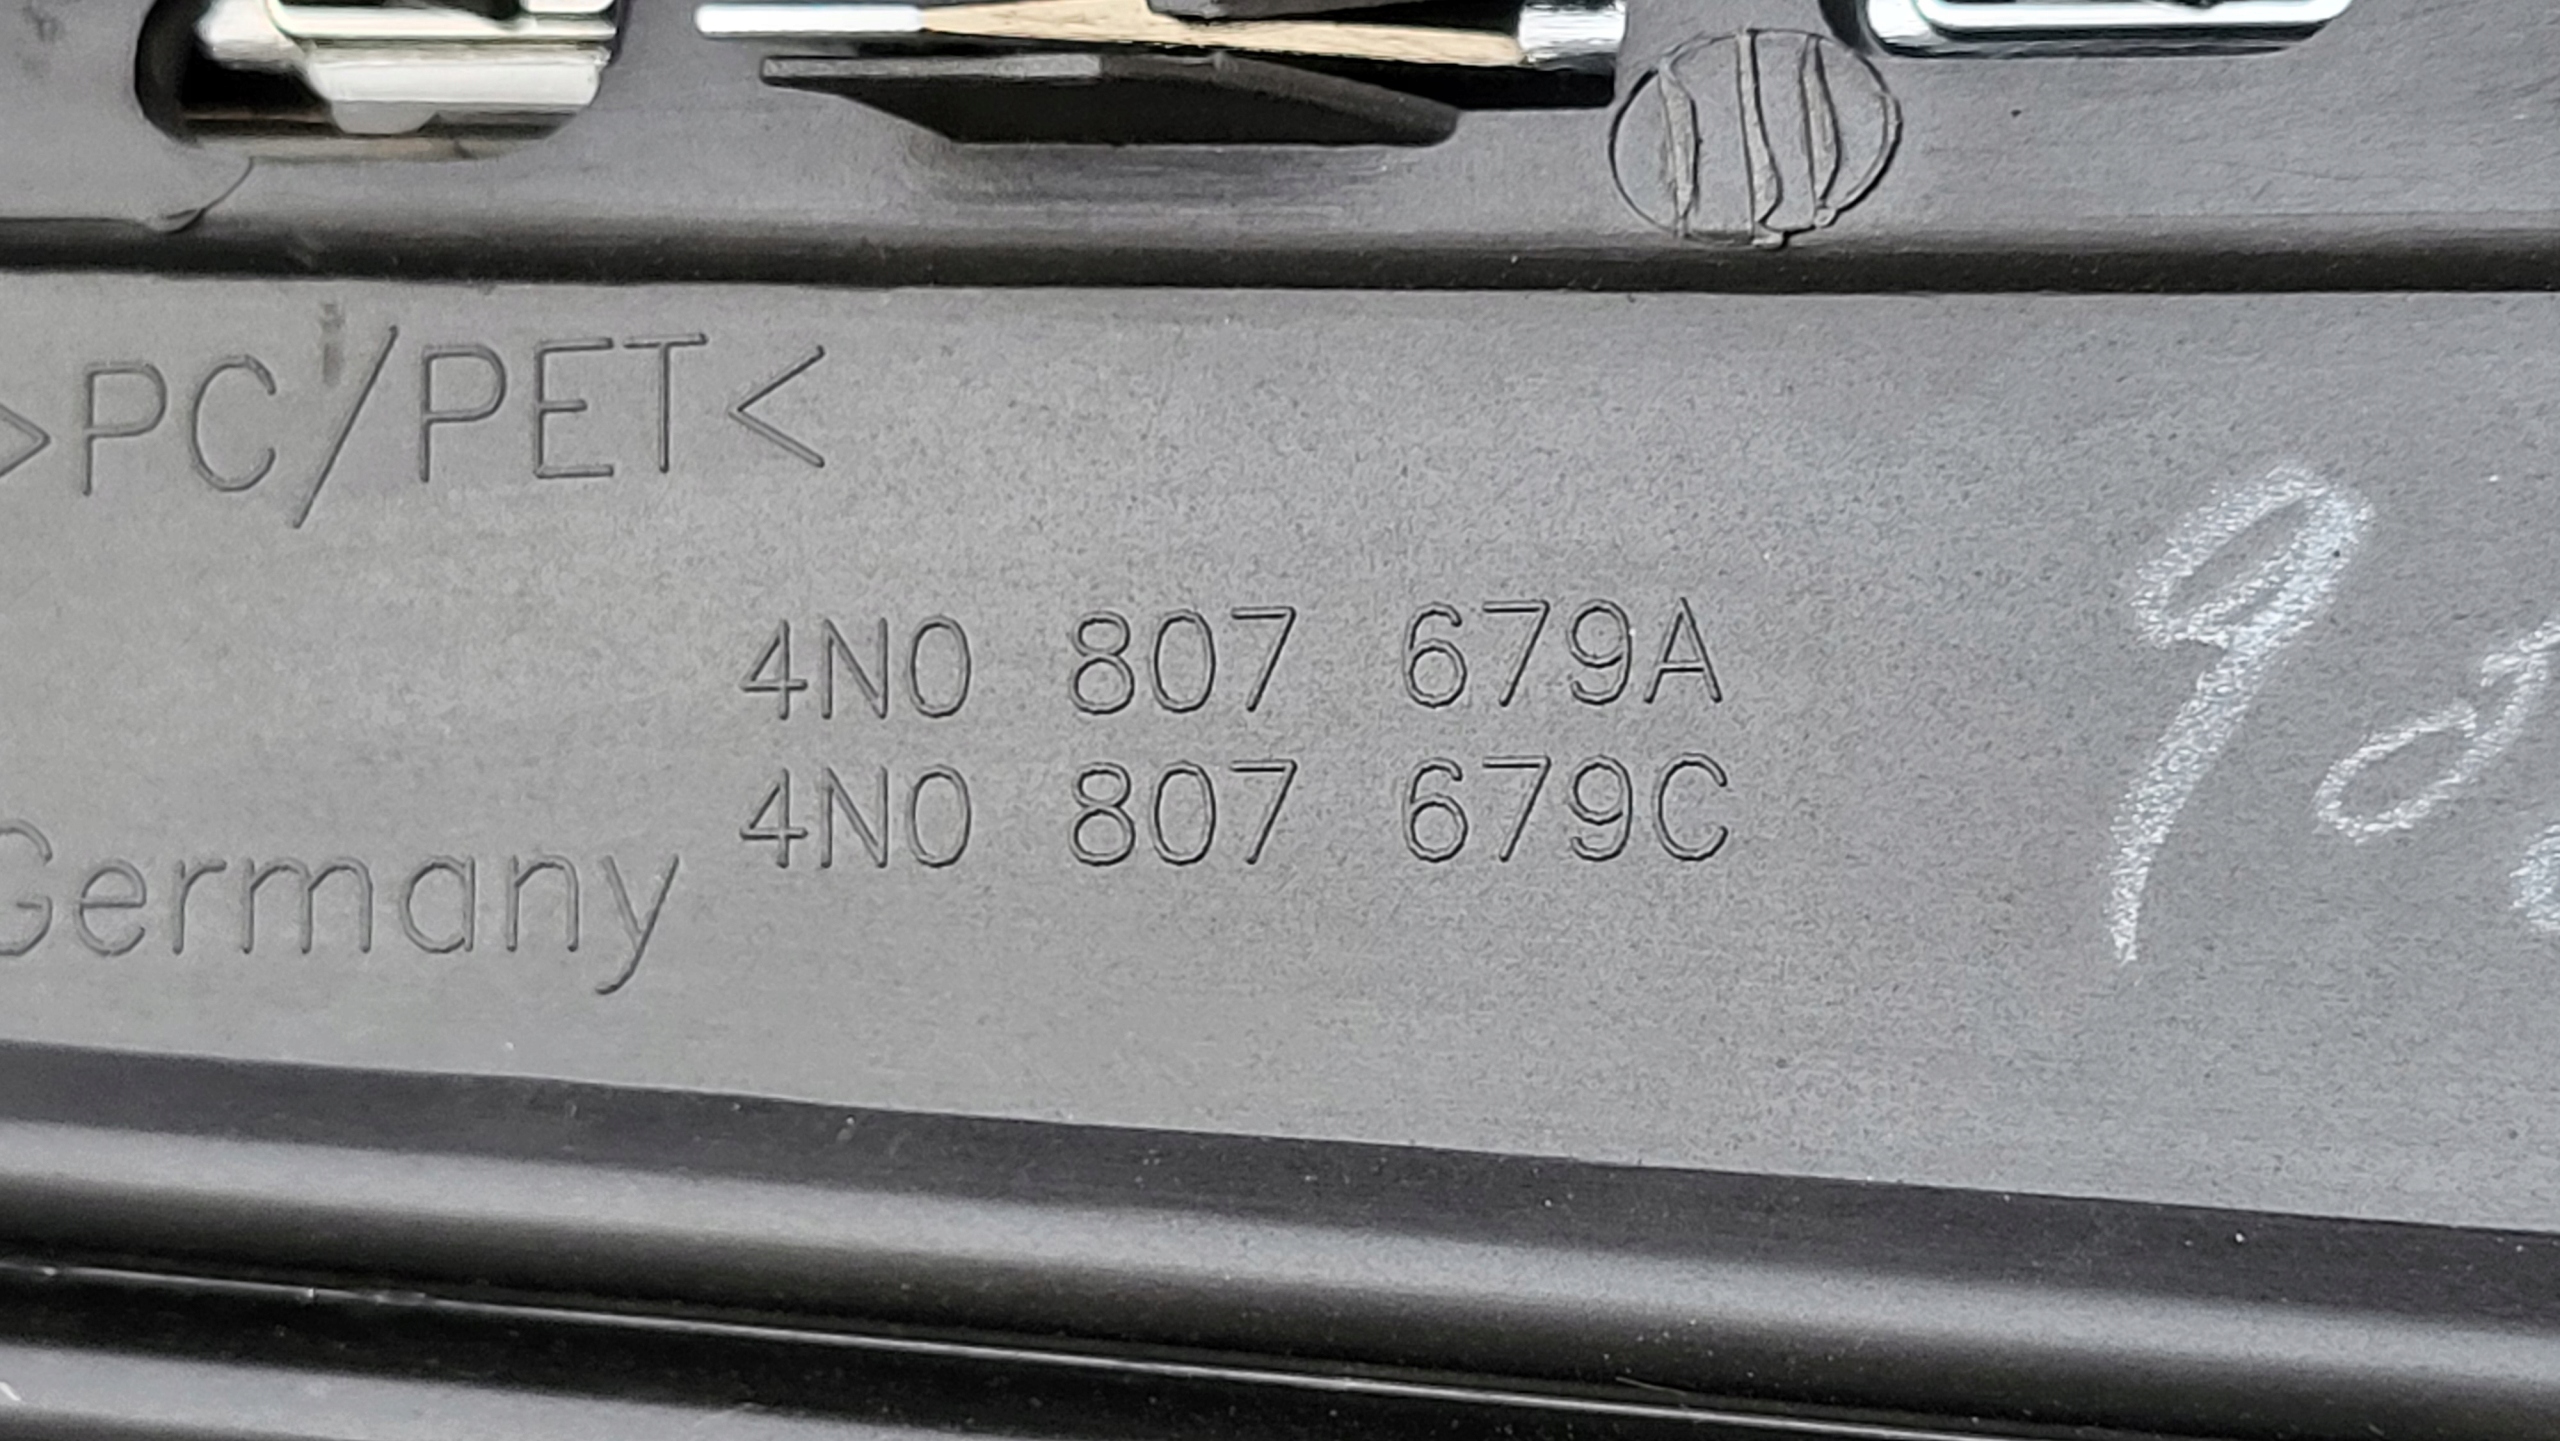 >PC/PET<
4N0 807 679A
4N0 807 679C
Germany